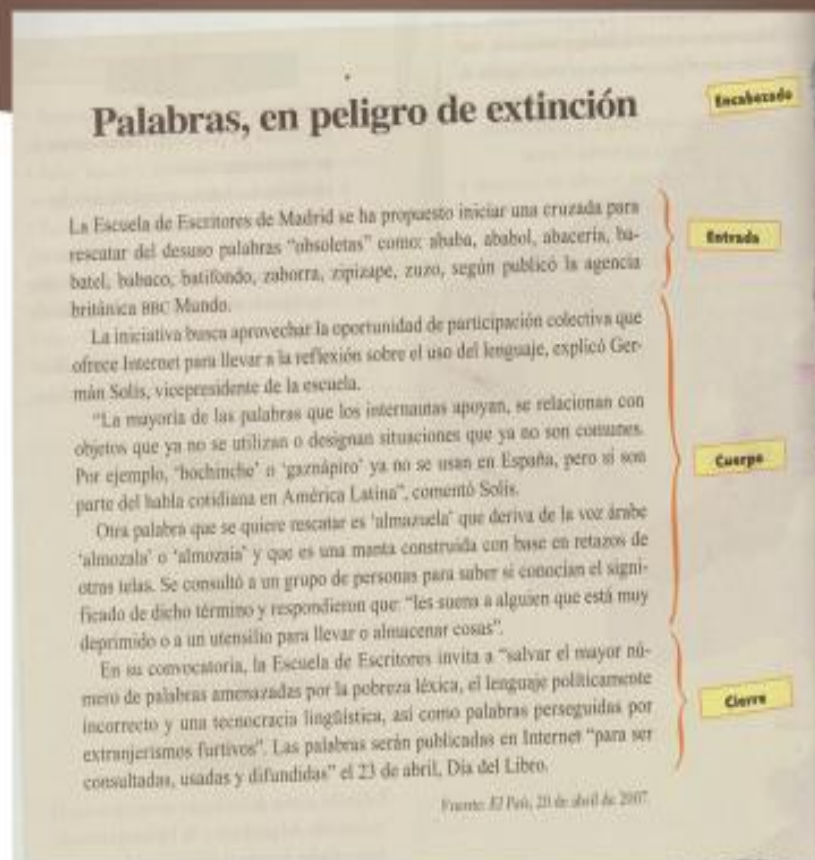 Palabras, en peligro de extinción
Encabezado
La Escuela de Escritores de Madrid se ha propuesto iniciar una cruzada para
rescatar del desuso palabras "obsoletas" como: ababa, ababol, abacería, ba-
batel, babaco, batifondo, zaborra, zipizape, zuzo, según publicó la agencia
británica BBC Mundo.
Entrada
La iniciativa busca aprovechar la oportunidad de participación colectiva que
ofrece Internet para llevar a la reflexión sobre el uso del lenguaje, explicó Ger-
mán Solís, vicepresidente de la escuela.
"La mayoría de las palabras que los internautas apoyan, se relacionan con
objetos que ya no se utilizan o designan situaciones que ya no son comunes.
Por ejemplo, 'bochinche' o 'gaznápiro' ya no se usan en España, pero sí son
parte del habla cotidiana en América Latina", comentó Solís.
Otra palabra que se quiere rescatar es 'almazuela' que deriva de la voz árabe
'almozala' o 'almozaia' y que es una manta construida con base en retazos de
otras telas. Se consultó a un grupo de personas para saber si conocían el signi-
ficado de dicho término y respondieron que: "les suena a alguien que está muy
deprimido o a un utensilio para llevar o almacenar cosas".
Cuerpo
En su convocatoria, la Escuela de Escritores invita a "salvar el mayor nú-
mero de palabras amenazadas por la pobreza léxica, el lenguaje políticamente
incorrecto y una tecnocracia lingüística, así como palabras perseguidas por
extranjerismos furtivos". Las palabras serán publicadas en Internet "para ser
consultadas, usadas y difundidas" el 23 de abril, Día del Libro.
Cierre
Fuente: El País, 20 de abril de 2007.